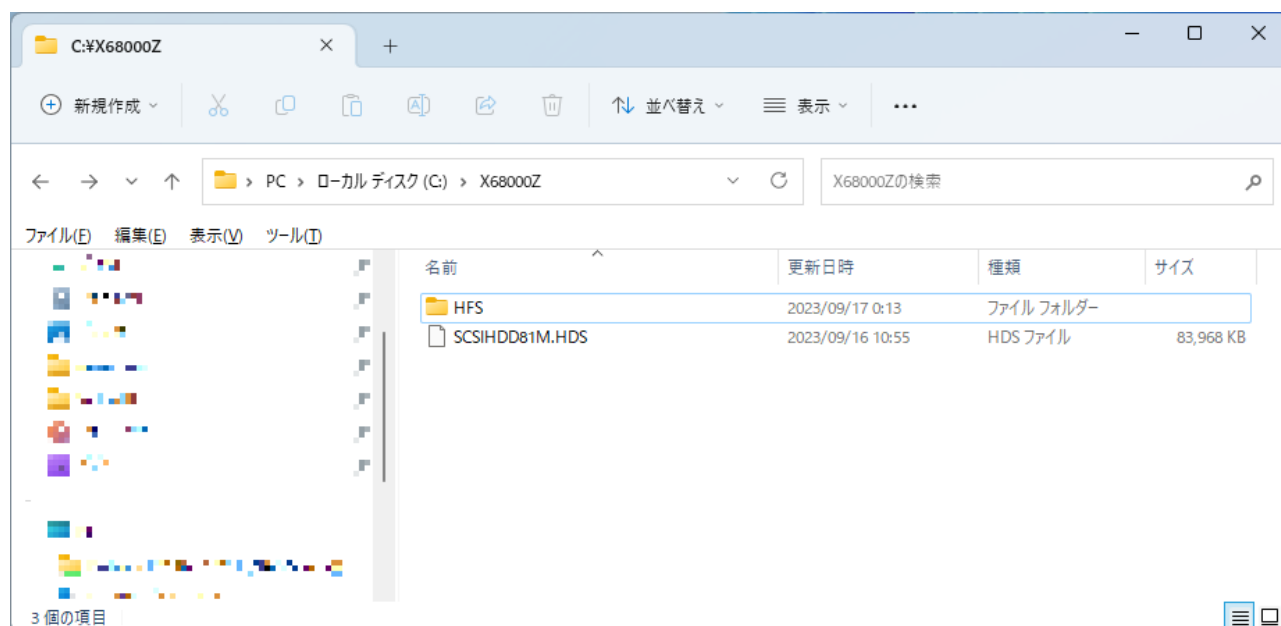 C:¥X68000Z
新規作成 並べ替え 表示
PC › ローカル ディスク (C:) › X68000Z X68000Zの検索
ファイル(F) 編集(E) 表示(V) ツール(T)
名前 更新日時 種類 サイズ
HFS 2023/09/17 0:13 ファイル フォルダー
SCSIHDD81M.HDS 2023/09/16 10:55 HDS ファイル 83,968 KB
3 個の項目